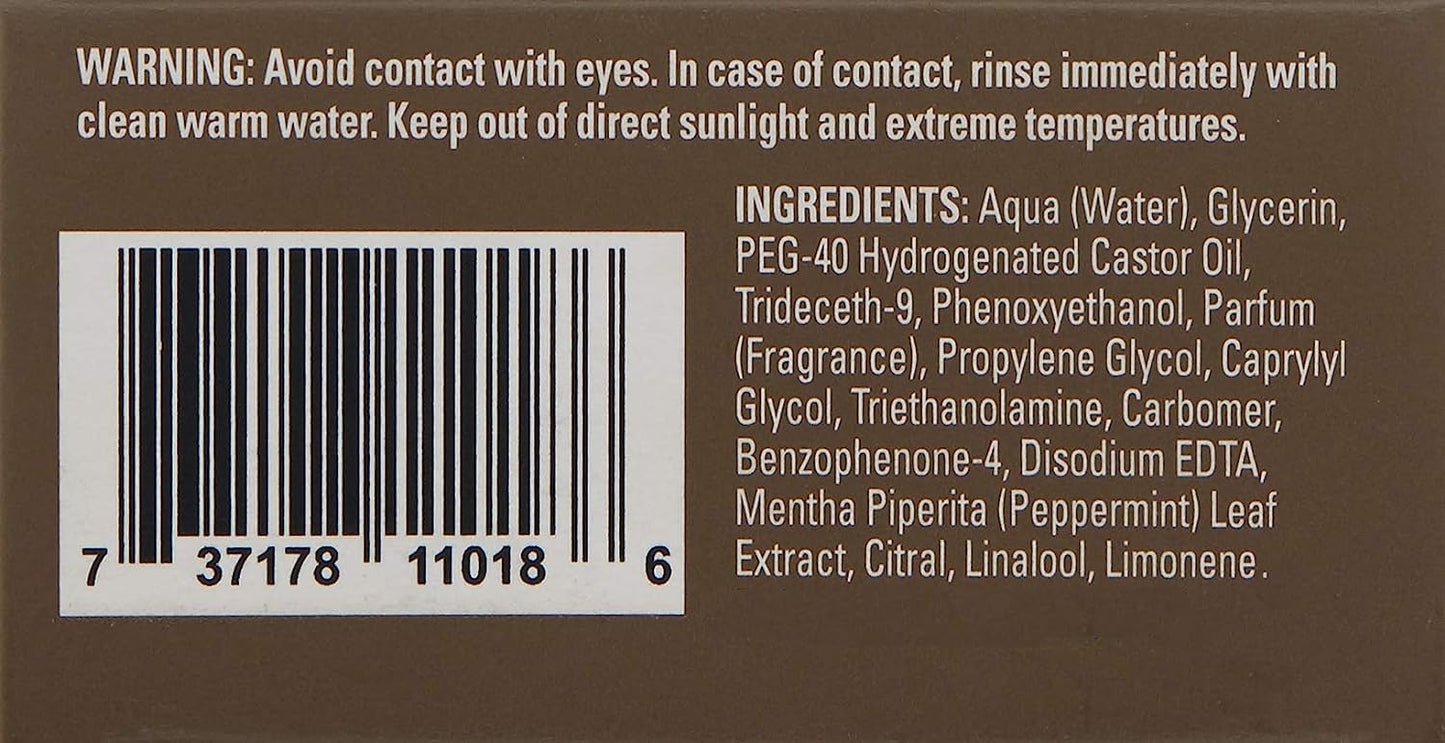 WARNING: Avoid contact with eyes. In case of contact, rinse immediately with
clean warm water. Keep out of direct sunlight and extreme temperatures.
INGREDIENTS: Aqua (Water), Glycerin,
PEG-40 Hydrogenated Castor Oil,
Trideceth-9, Phenoxyethanol, Parfum
(Fragrance), Propylene Glycol, Caprylyl
Glycol, Triethanolamine, Carbomer,
Benzophenone-4, Disodium EDTA,
Mentha Piperita (Peppermint) Leaf
Extract, Citral, Linalool, Limonene.
7 37178 11018 6